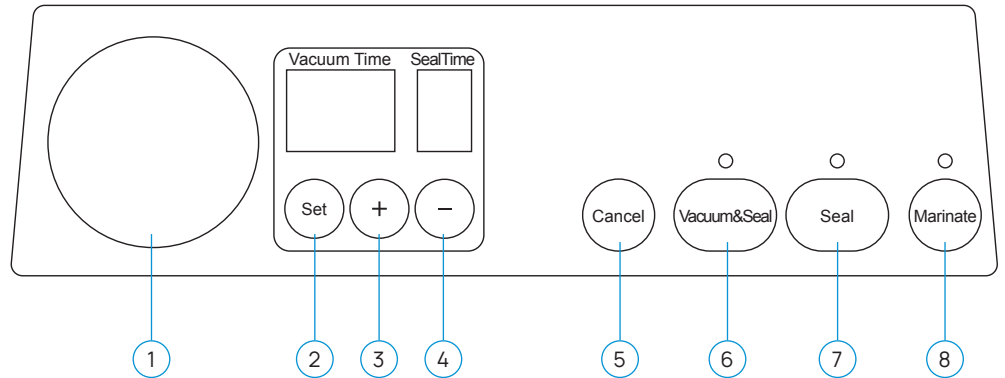 Vacuum Time SealTime
Set + − Cancel Vacuum&Seal Seal Marinate
1 2 3 4 5 6 7 8